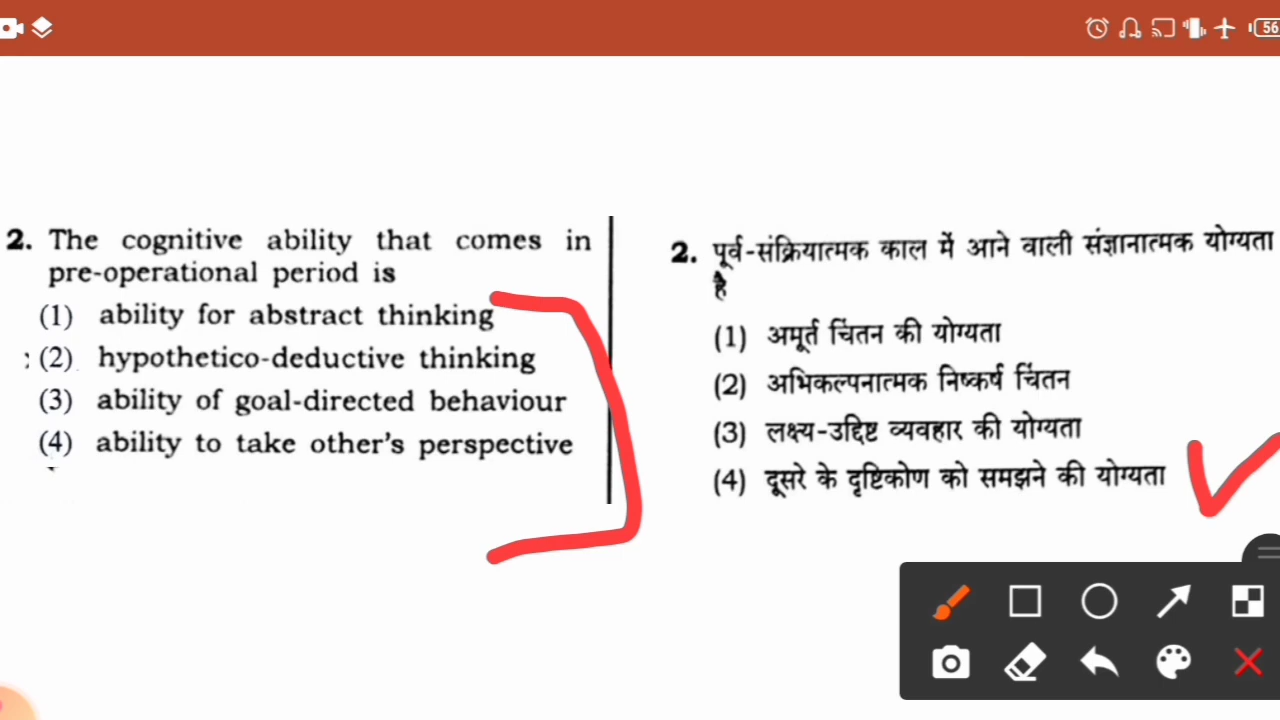 56
2. The cognitive ability that comes in
pre-operational period is
(1) ability for abstract thinking
(2) hypothetico-deductive thinking
(3) ability of goal-directed behaviour
(4) ability to take other's perspective
2. पूर्व-संक्रियात्मक काल में आने वाली संज्ञानात्मक योग्यता
है
(1) अमूर्त चिंतन की योग्यता
(2) अभिकल्पनात्मक निष्कर्ष चिंतन
(3) लक्ष्य-उद्दिष्ट व्यवहार की योग्यता
(4) दूसरे के दृष्टिकोण को समझने की योग्यता